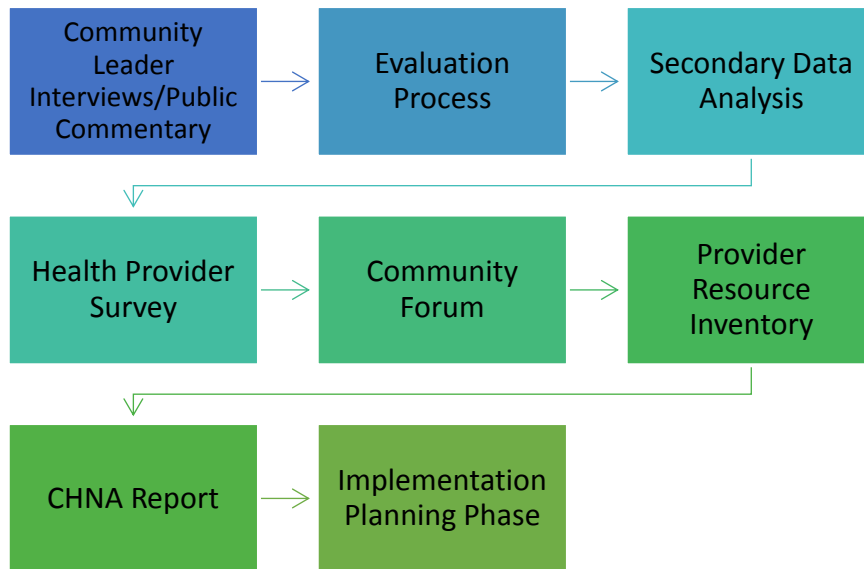 Community
Leader
Interviews/Public
Commentary
Evaluation
Process
Secondary Data
Analysis
Health Provider
Survey
Community
Forum
Provider
Resource
Inventory
CHNA Report
Implementation
Planning Phase